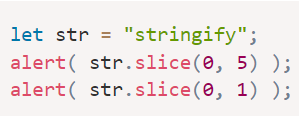 let str = "stringify";
alert( str.slice(0, 5) );
alert( str.slice(0, 1) );